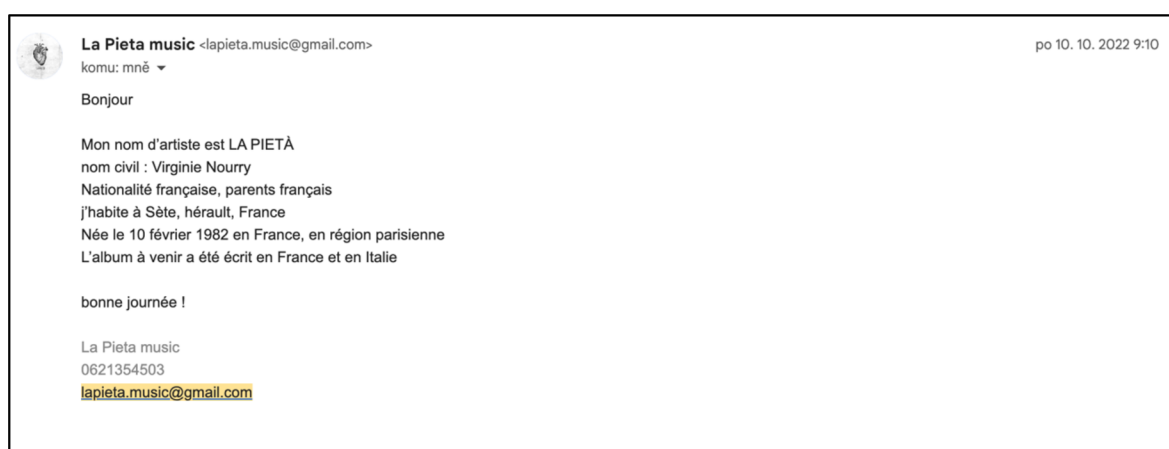 La Pieta music <lapieta.music@gmail.com> po 10. 10. 2022 9:10
komu: mně
Bonjour
Mon nom d'artiste est LA PIETÀ
nom civil : Virginie Nourry
Nationalité française, parents français
j'habite à Sète, hérault, France
Née le 10 février 1982 en France, en région parisienne
L'album à venir a été écrit en France et en Italie
bonne journée !
La Pieta music
0621354503
lapieta.music@gmail.com